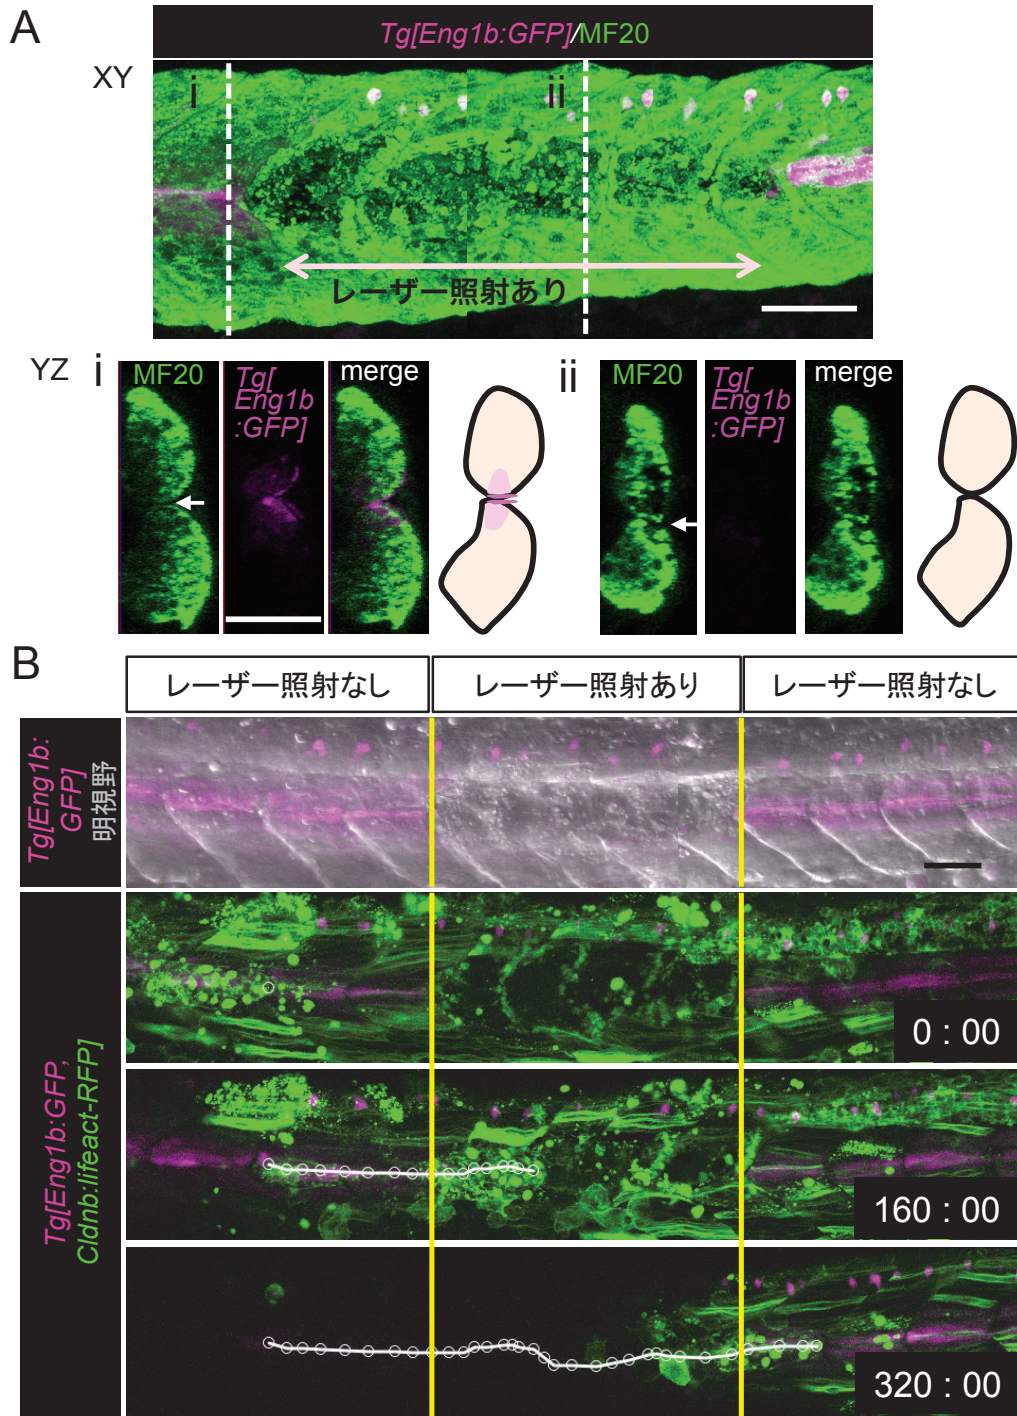 A
Tg[Eng1b:GFP]/MF20
XY
i
ii
レーザー照射あり
YZ
i
MF20
Tg[
Eng1b
:GFP]
merge
ii
MF20
Tg[
Eng1b
:GFP]
merge
B
レーザー照射なし
レーザー照射あり
レーザー照射なし
Tg[Eng1b:
GFP]
明視野
Tg[Eng1b:GFP,
Cldnb:lifeact-RFP]
0 : 00
160 : 00
320 : 00